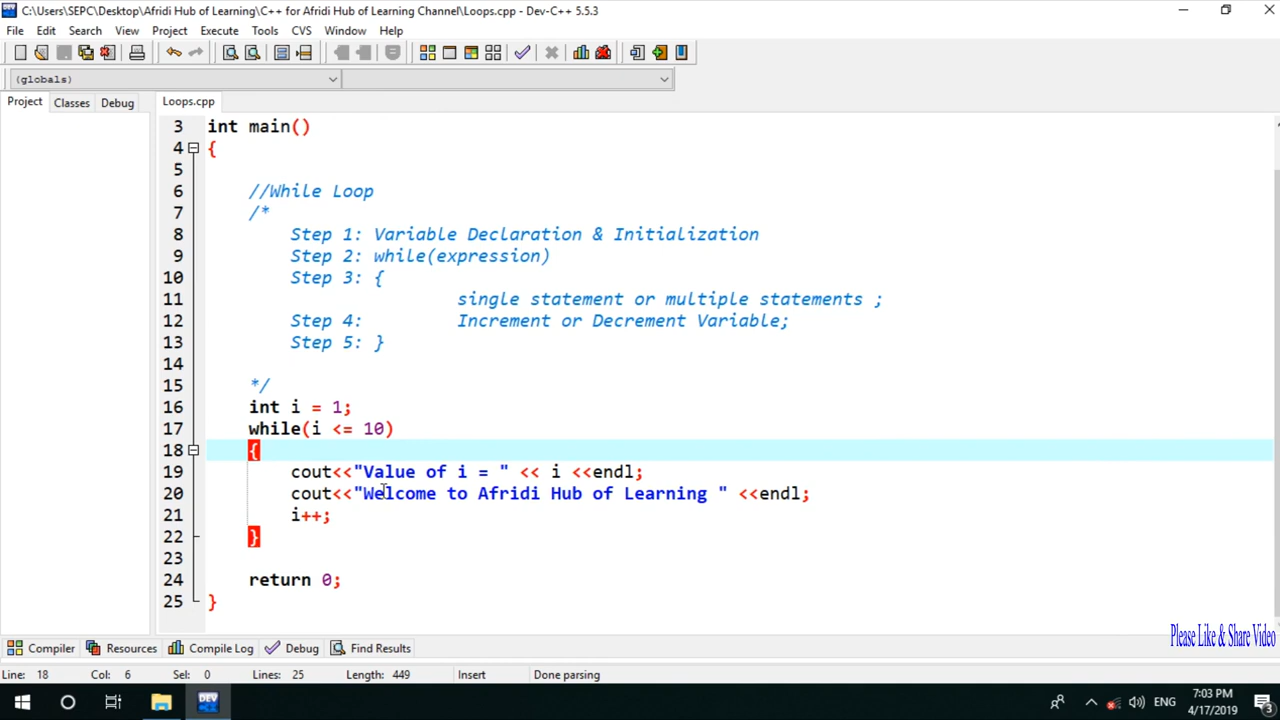 C:\Users\SEPC\Desktop\Afridi Hub of Learning\C++ for Afridi Hub of Learning Channel\Loops.cpp - Dev-C++ 5.5.3
File Edit Search View Project Execute Tools CVS Window Help
(globals)
Project Classes Debug Loops.cpp
3 int main()
4 {
5
6 //While Loop
7 /*
8 Step 1: Variable Declaration & Initialization
9 Step 2: while(expression)
10 Step 3: {
11 single statement or multiple statements ;
12 Step 4: Increment or Decrement Variable;
13 Step 5: }
14
15 */
16 int i = 1;
17 while(i <= 10)
18 {
19 cout<<"Value of i = " << i <<endl;
20 cout<<"Welcome to Afridi Hub of Learning " <<endl;
21 i++;
22 }
23
24 return 0;
25 }
Please Like & Share Video
Compiler Resources Compile Log Debug Find Results
Line: 18 Col: 6 Sel: 0 Lines: 25 Length: 449 Insert Done parsing
DEV ENG 7:03 PM
4/17/2019 3